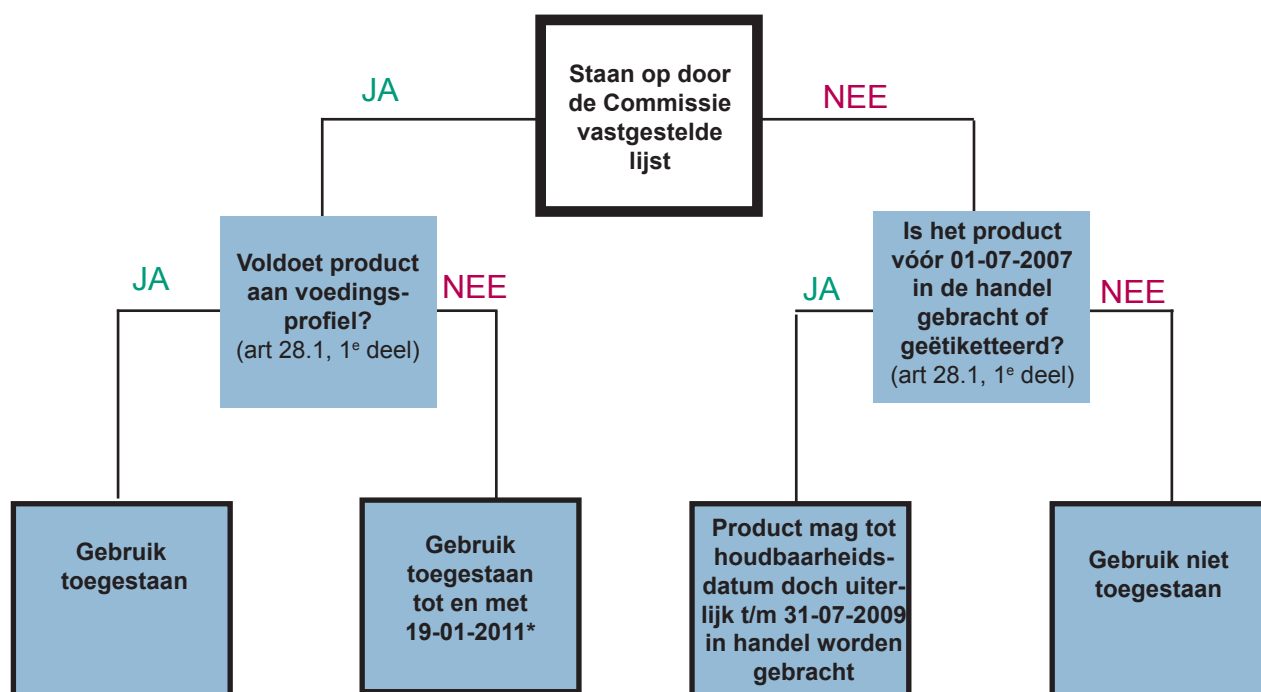 Staan op door
de Commissie
vastgestelde
lijst
JA
NEE
Voldoet product
aan voedings-
profiel?
(art 28.1, 1e deel)
JA
NEE
Is het product
vóór 01-07-2007
in de handel
gebracht of
geëtiketteerd?
(art 28.1, 1e deel)
JA
NEE
Gebruik
toegestaan
Gebruik
toegestaan
tot en met
19-01-2011*
Product mag tot
houdbaarheids-
datum doch uiter-
lijk t/m 31-07-2009
in handel worden
gebracht
Gebruik niet
toegestaan